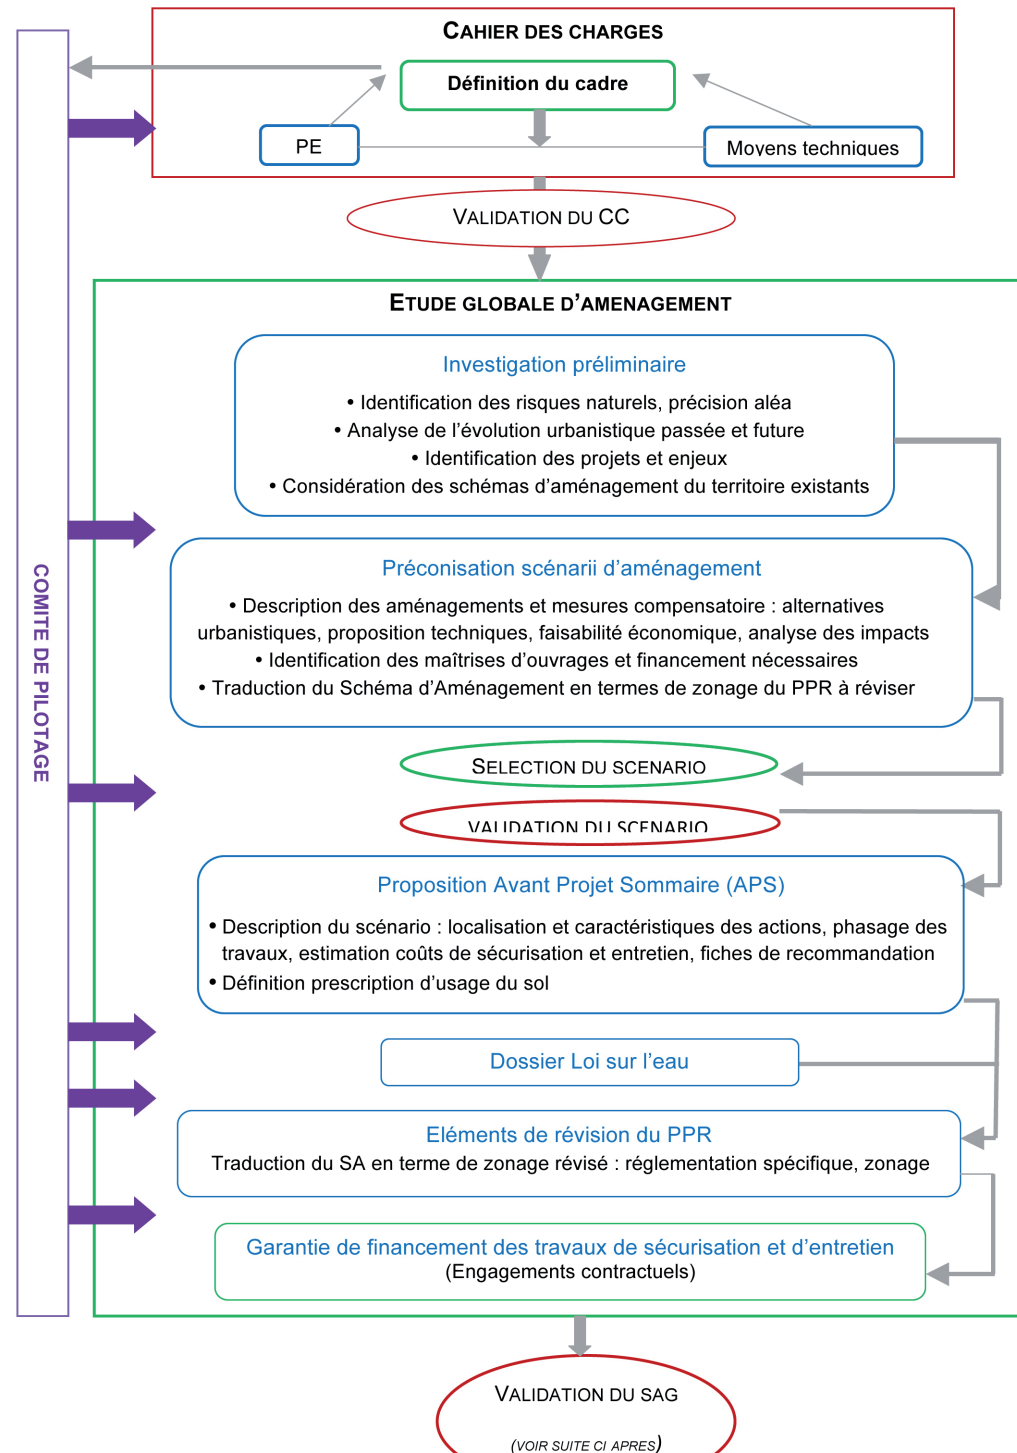 CAHIER DES CHARGES
Définition du cadre
PE
Moyens techniques
VALIDATION DU CC
ETUDE GLOBALE D'AMENAGEMENT
Investigation préliminaire
• Identification des risques naturels, précision aléa
• Analyse de l'évolution urbanistique passée et future
• Identification des projets et enjeux
• Considération des schémas d'aménagement du territoire existants
COMITE DE PILOTAGE
Préconisation scénarii d'aménagement
• Description des aménagements et mesures compensatoire : alternatives
urbanistiques, proposition techniques, faisabilité économique, analyse des impacts
• Identification des maîtrises d'ouvrages et financement nécessaires
• Traduction du Schéma d'Aménagement en termes de zonage du PPR à réviser
SELECTION DU SCENARIO
VALIDATION DU SCENARIO
Proposition Avant Projet Sommaire (APS)
• Description du scénario : localisation et caractéristiques des actions, phasage des
travaux, estimation coûts de sécurisation et entretien, fiches de recommandation
• Définition prescription d'usage du sol
Dossier Loi sur l'eau
Eléments de révision du PPR
Traduction du SA en terme de zonage révisé : réglementation spécifique, zonage
Garantie de financement des travaux de sécurisation et d'entretien
(Engagements contractuels)
VALIDATION DU SAG
(VOIR SUITE CI APRES)